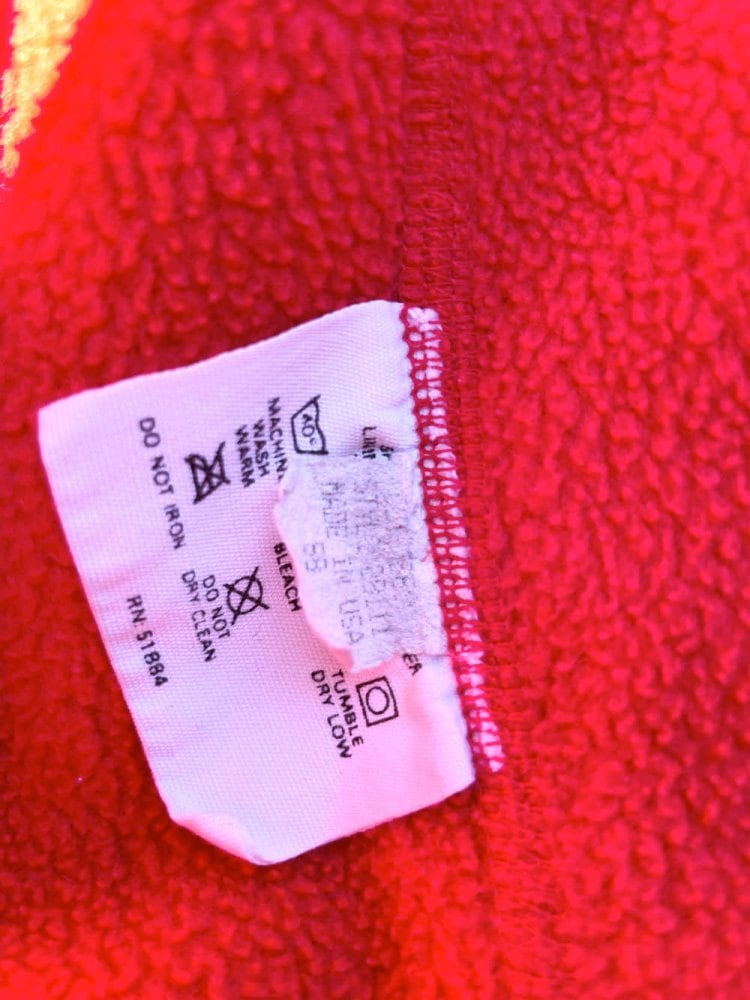 40°
MACHINE
WASH
WARM
DO NOT IRON
BLEACH
DO NOT
DRY CLEAN
TUMBLE
DRY LOW
RN: 51884
MADE IN USA